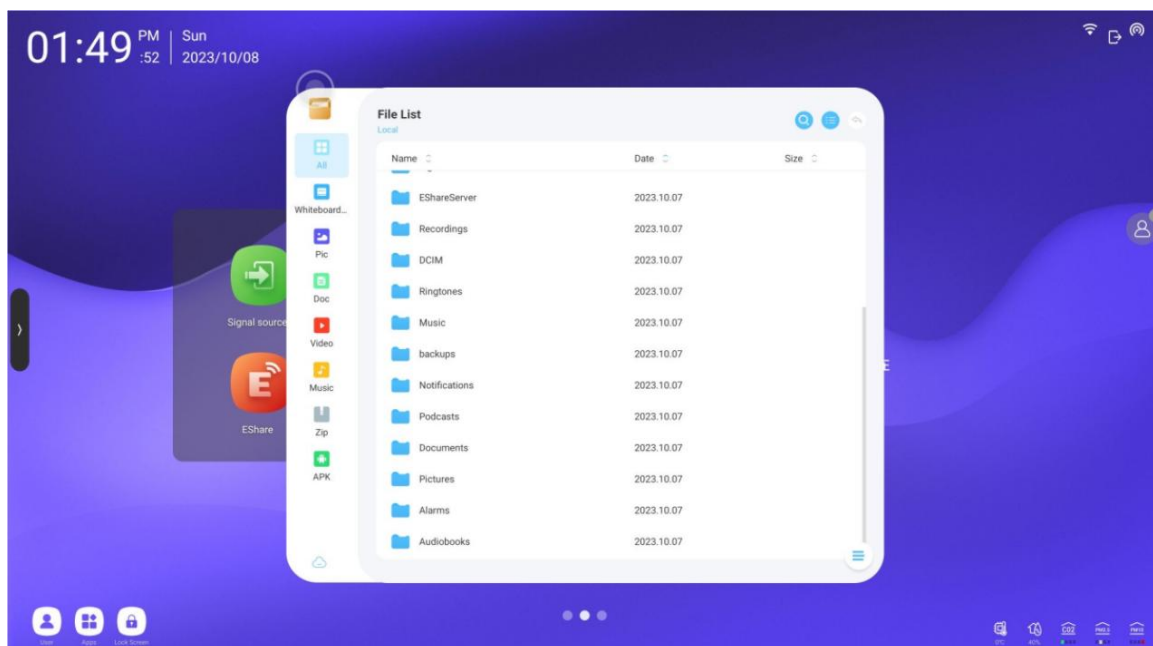 01:49 PM :52 Sun 2023/10/08
File List
Local
Name Date Size
All
Whiteboard...
Pic
Doc
Video
Music
Zip
APK
EShareServer 2023.10.07
Recordings 2023.10.07
DCIM 2023.10.07
Ringtones 2023.10.07
Music 2023.10.07
backups 2023.10.07
Notifications 2023.10.07
Podcasts 2023.10.07
Documents 2023.10.07
Pictures 2023.10.07
Alarms 2023.10.07
Audiobooks 2023.10.07
Signal source
E
EShare
E
User Apps Lock Screen
0°C 40% CO2